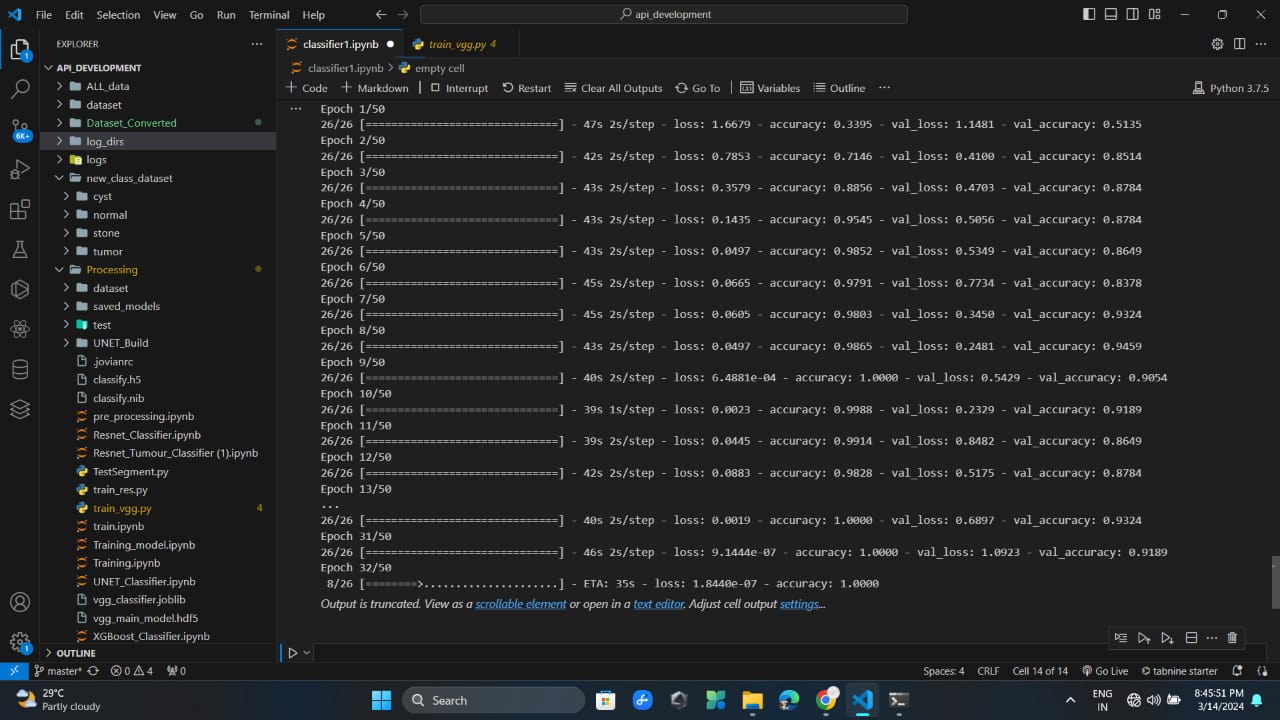 File Edit Selection View Go Run Terminal Help
api_development
EXPLORER
API_DEVELOPMENT
ALL_data
dataset
Dataset_Converted
log_dirs
logs
new_class_dataset
cyst
normal
stone
tumor
Processing
dataset
saved_models
test
UNET_Build
.jovianrc
classify.h5
classify.nib
pre_processing.ipynb
Resnet_Classifier.ipynb
Resnet_Tumour_Classifier (1).ipynb
TestSegment.py
train_res.py
train_vgg.py 4
train.ipynb
Training_model.ipynb
Training.ipynb
UNET_Classifier.ipynb
vgg_classifier.joblib
vgg_main_model.hdf5
XGBoost_Classifier.ipynb
OUTLINE
1
6K+
1
classifier1.ipynb
train_vgg.py 4
classifier1.ipynb > empty cell
Code Markdown Interrupt Restart Clear All Outputs Go To Variables Outline ... Python 3.7.5
...
Epoch 1/50
26/26 [==============================] - 47s 2s/step - loss: 1.6679 - accuracy: 0.3395 - val_loss: 1.1481 - val_accuracy: 0.5135
Epoch 2/50
26/26 [==============================] - 42s 2s/step - loss: 0.7853 - accuracy: 0.7146 - val_loss: 0.4100 - val_accuracy: 0.8514
Epoch 3/50
26/26 [==============================] - 43s 2s/step - loss: 0.3579 - accuracy: 0.8856 - val_loss: 0.4703 - val_accuracy: 0.8784
Epoch 4/50
26/26 [==============================] - 43s 2s/step - loss: 0.1435 - accuracy: 0.9545 - val_loss: 0.5056 - val_accuracy: 0.8784
Epoch 5/50
26/26 [==============================] - 43s 2s/step - loss: 0.0497 - accuracy: 0.9852 - val_loss: 0.5349 - val_accuracy: 0.8649
Epoch 6/50
26/26 [==============================] - 45s 2s/step - loss: 0.0665 - accuracy: 0.9791 - val_loss: 0.7734 - val_accuracy: 0.8378
Epoch 7/50
26/26 [==============================] - 45s 2s/step - loss: 0.0605 - accuracy: 0.9803 - val_loss: 0.3450 - val_accuracy: 0.9324
Epoch 8/50
26/26 [==============================] - 43s 2s/step - loss: 0.0497 - accuracy: 0.9865 - val_loss: 0.2481 - val_accuracy: 0.9459
Epoch 9/50
26/26 [==============================] - 40s 2s/step - loss: 6.4881e-04 - accuracy: 1.0000 - val_loss: 0.5429 - val_accuracy: 0.9054
Epoch 10/50
26/26 [==============================] - 39s 1s/step - loss: 0.0023 - accuracy: 0.9988 - val_loss: 0.2329 - val_accuracy: 0.9189
Epoch 11/50
26/26 [==============================] - 39s 2s/step - loss: 0.0445 - accuracy: 0.9914 - val_loss: 0.8482 - val_accuracy: 0.8649
Epoch 12/50
26/26 [==============================] - 42s 2s/step - loss: 0.0883 - accuracy: 0.9828 - val_loss: 0.5175 - val_accuracy: 0.8784
Epoch 13/50
...
26/26 [==============================] - 40s 2s/step - loss: 0.0019 - accuracy: 1.0000 - val_loss: 0.6897 - val_accuracy: 0.9324
Epoch 31/50
26/26 [==============================] - 46s 2s/step - loss: 9.1444e-07 - accuracy: 1.0000 - val_loss: 1.0923 - val_accuracy: 0.9189
Epoch 32/50
8/26 [========>.....................] - ETA: 35s - loss: 1.8440e-07 - accuracy: 1.0000
Output is truncated. View as a scrollable element or open in a text editor. Adjust cell output settings...
master* 0 4 0 Spaces: 4 CRLF Cell 14 of 14 Go Live tabnine starter
29°C
Partly cloudy
Search
ENG
IN
8:45:51 PM
3/14/2024